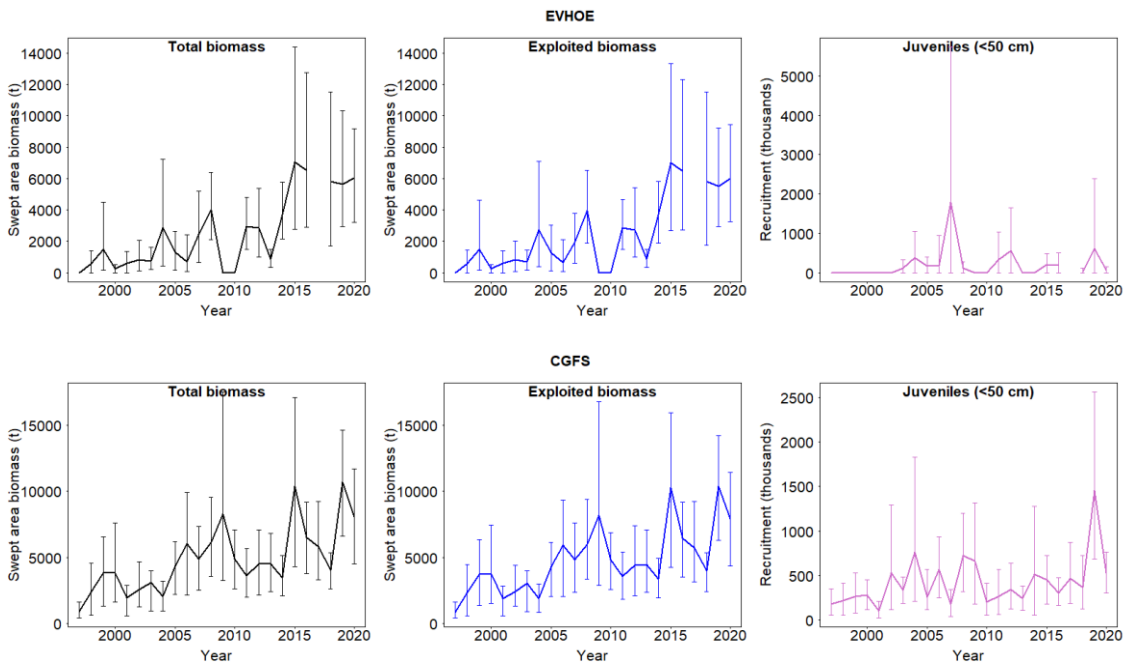 EVHOE
Total biomass
Exploited biomass
Juveniles (<50 cm)
Swept area biomass (t)
14000
12000
10000
8000
6000
4000
2000
0
2000 2005 2010 2015 2020
Year
Swept area biomass (t)
14000
12000
10000
8000
6000
4000
2000
0
2000 2005 2010 2015 2020
Year
Recruitment (thousands)
5000
4000
3000
2000
1000
0
2000 2005 2010 2015 2020
Year
CGFS
Total biomass
Exploited biomass
Juveniles (<50 cm)
Swept area biomass (t)
15000
10000
5000
0
2000 2005 2010 2015 2020
Year
Swept area biomass (t)
15000
10000
5000
0
2000 2005 2010 2015 2020
Year
Recruitment (thousands)
2500
2000
1500
1000
500
0
2000 2005 2010 2015 2020
Year